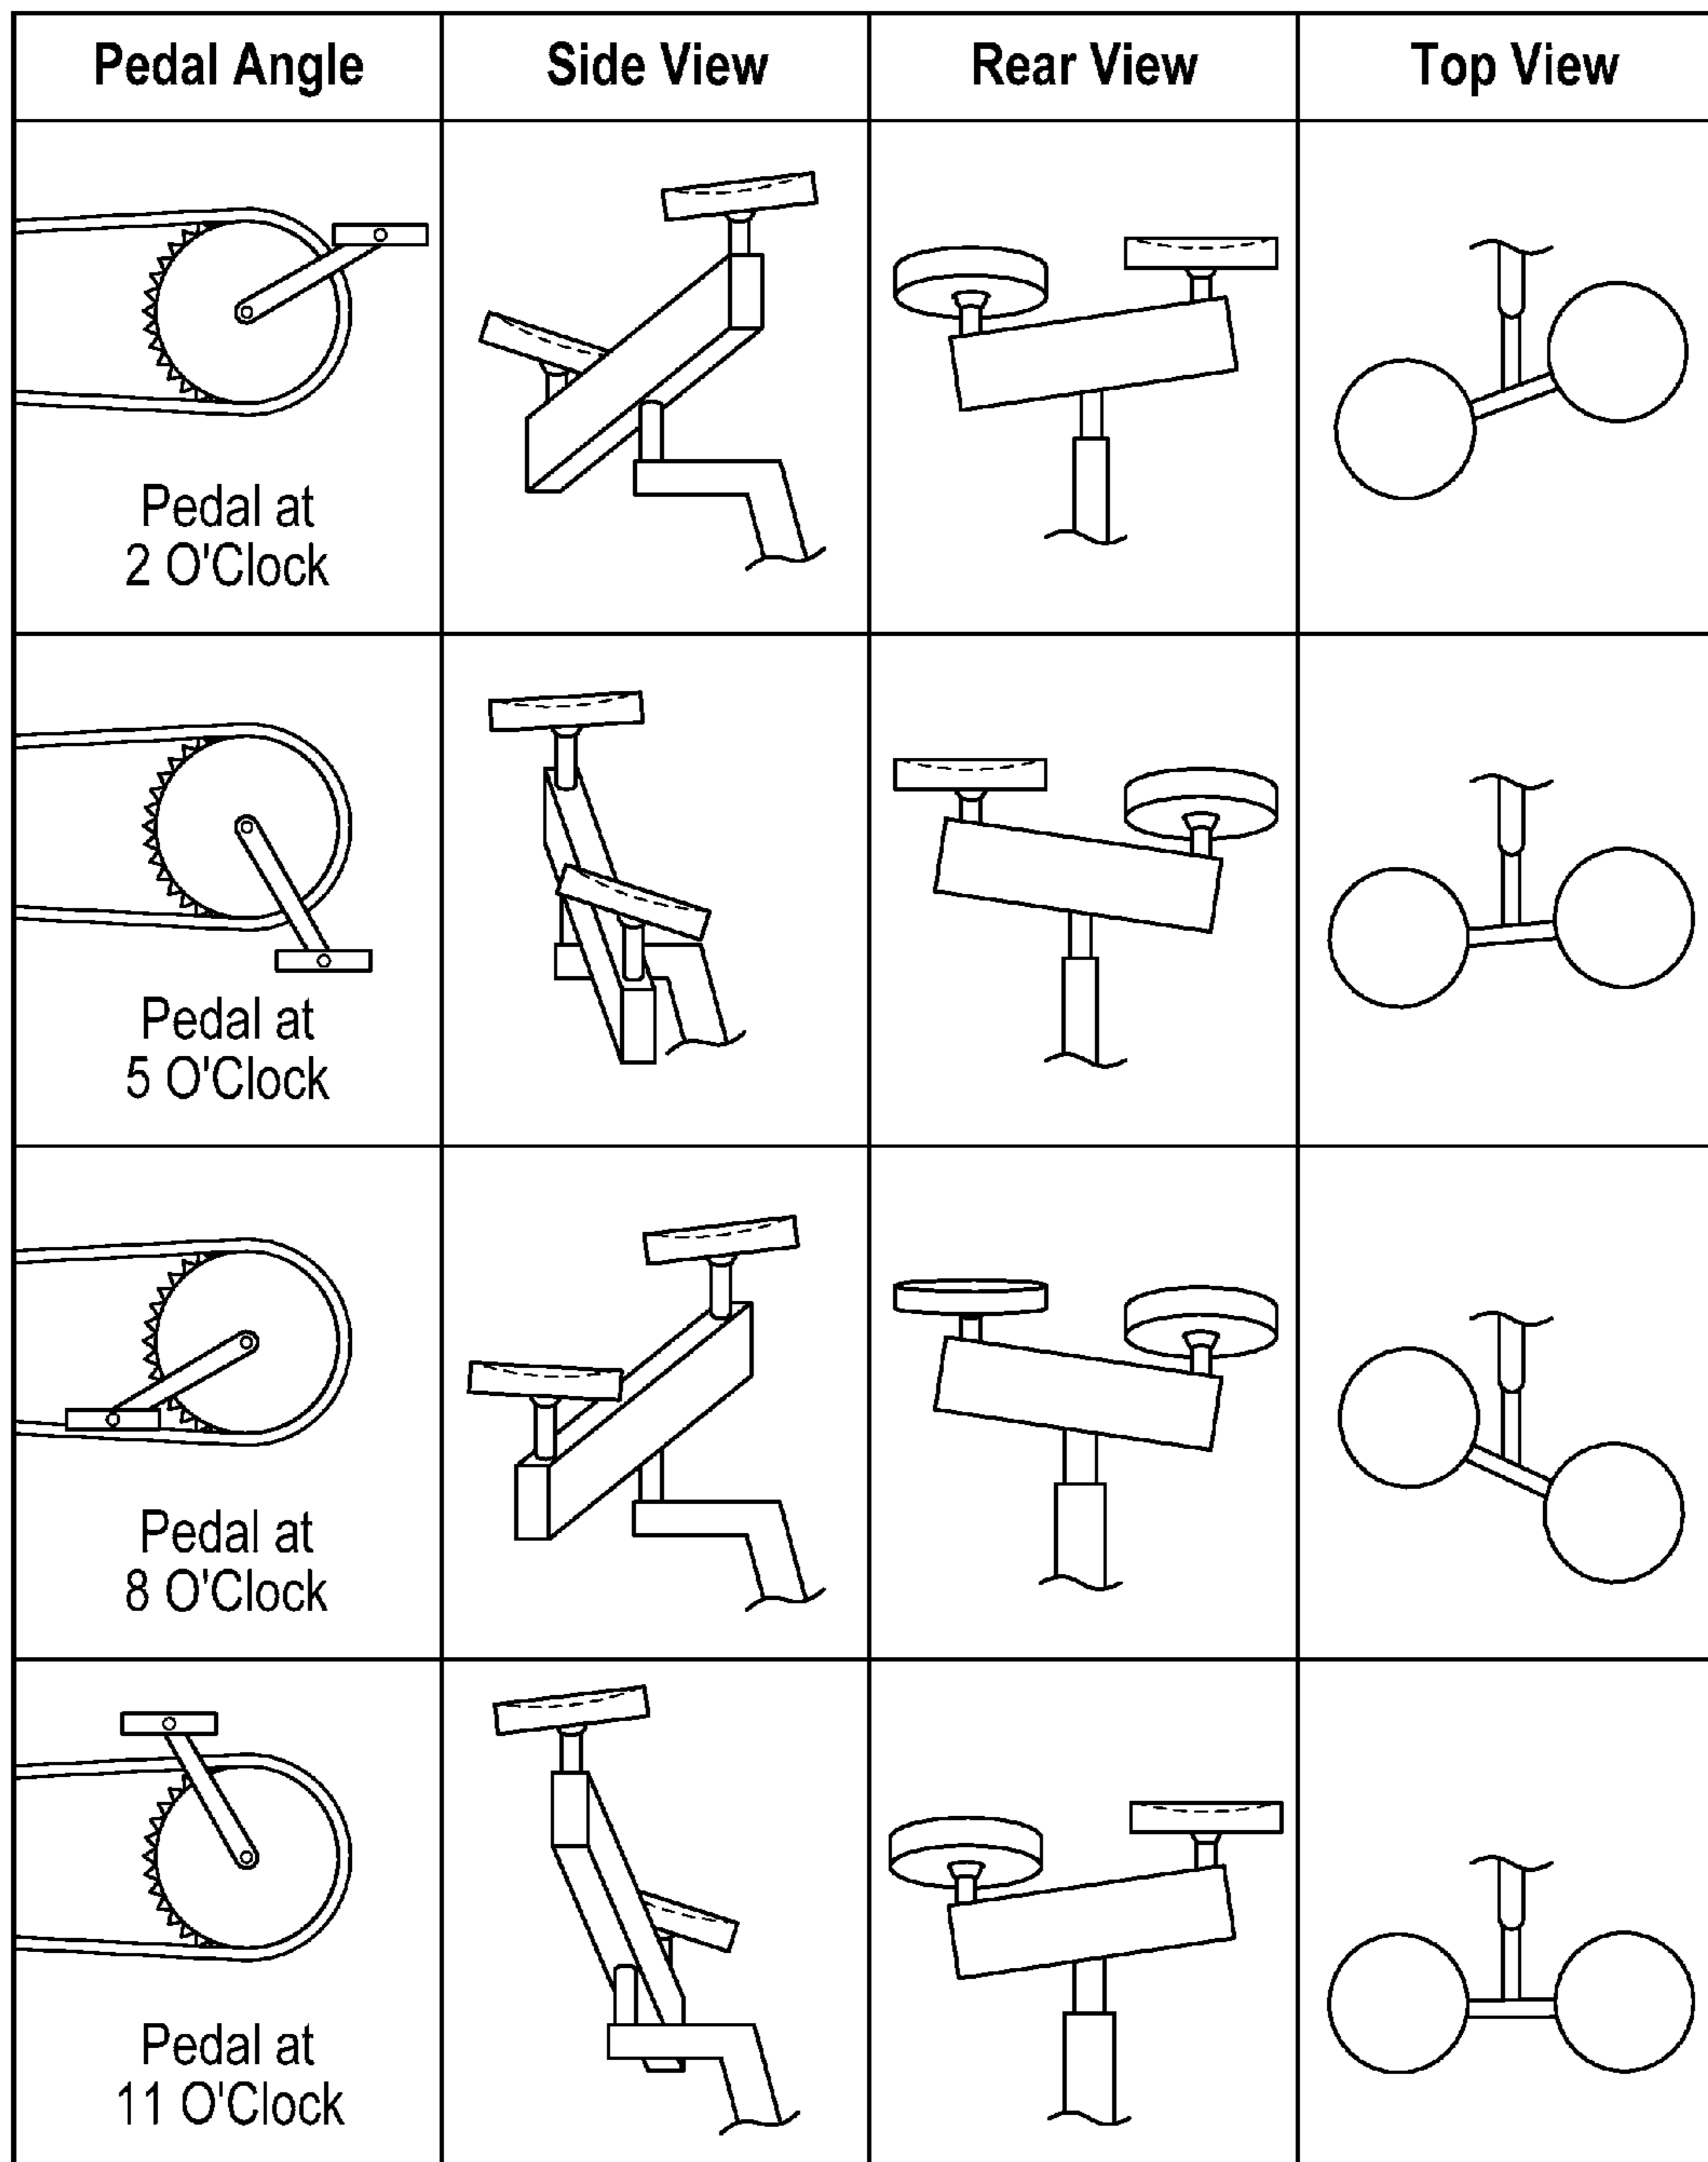 Pedal Angle
Side View
Rear View
Top View
Pedal at
2 O'Clock
Pedal at
5 O'Clock
Pedal at
8 O'Clock
Pedal at
11 O'Clock